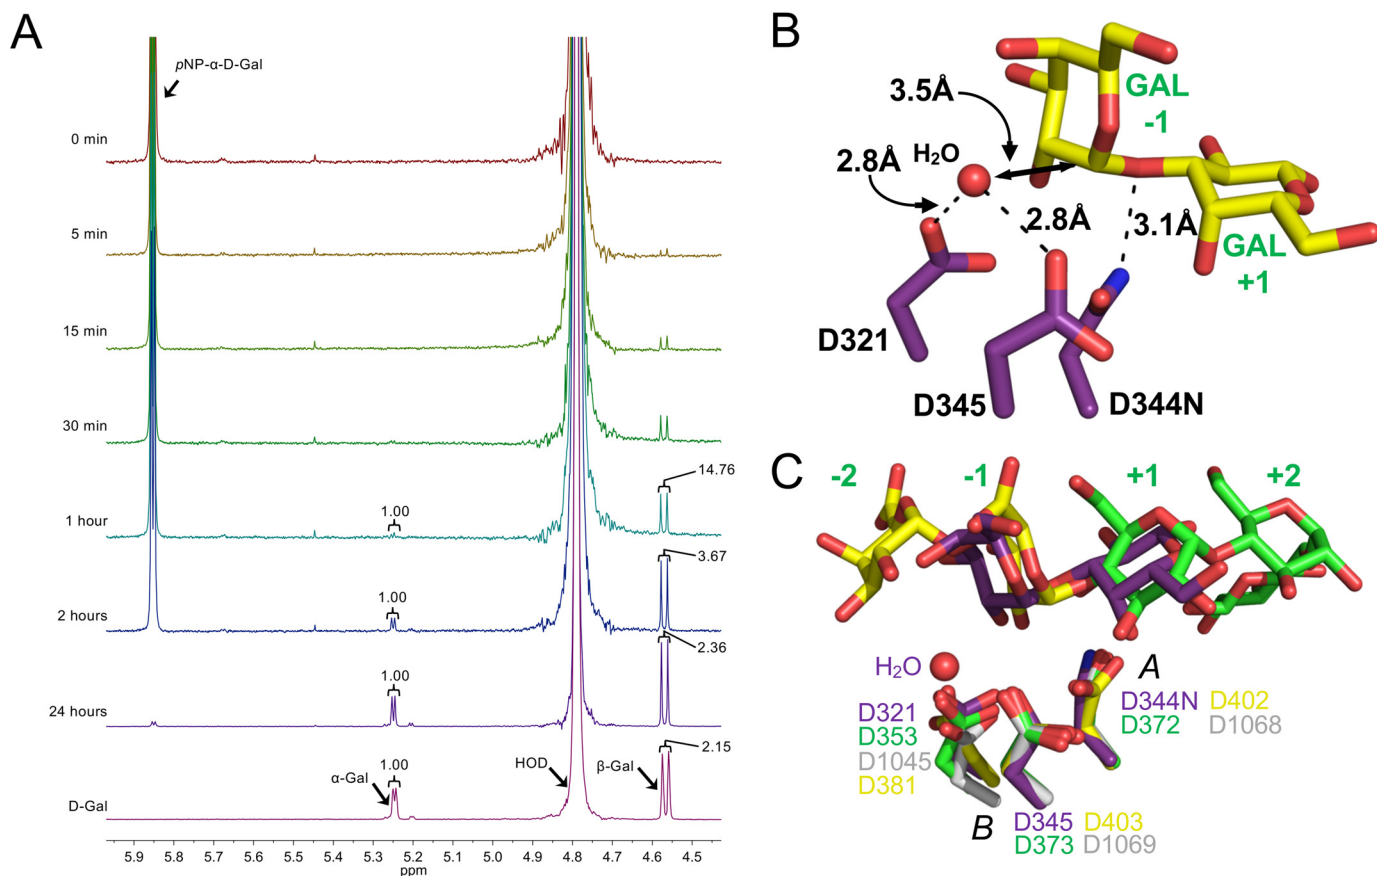 A
pNP-α-D-Gal
0 min
5 min
15 min
30 min
14.76
1.00
1 hour
3.67
1.00
2 hours
2.36
1.00
24 hours
2.15
1.00
α-Gal
HOD
β-Gal
D-Gal
5.9 5.8 5.7 5.6 5.5 5.4 5.3 5.2 5.1 5.0 4.9 4.8 4.7 4.6 4.5
ppm
B
GAL
-1
3.5Å
H₂O
2.8Å
2.8Å
3.1Å
GAL
+1
D321
D345
D344N
C
-2 -1 +1 +2
H₂O
A
D321
D353
D1045
D381
D344N D402
D372 D1068
B
D345 D403
D373 D1069